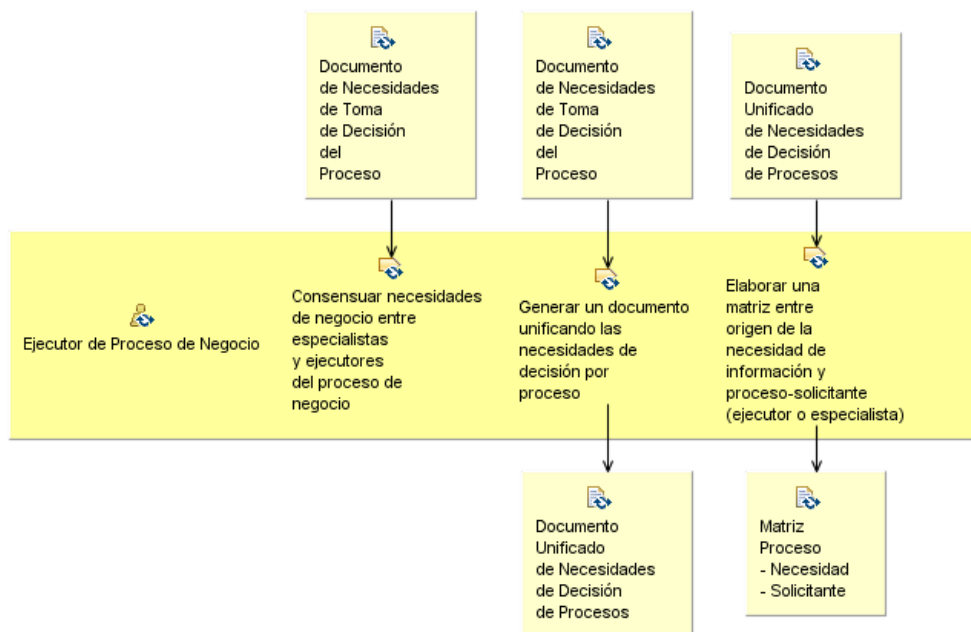 Documento
de Necesidades
de Toma
de Decisión
del
Proceso
Documento
de Necesidades
de Toma
de Decisión
del
Proceso
Documento
Unificado
de Necesidades
de Decisión
de Procesos
Ejecutor de Proceso de Negocio
Consensuar necesidades
de negocio entre
especialistas
y ejecutores
del proceso de
negocio
Generar un documento
unificando las
necesidades de
decisión por
proceso
Elaborar una
matriz entre
origen de la
necesidad de
información y
proceso-solicitante
(ejecutor o especialista)
Documento
Unificado
de Necesidades
de Decisión
de Procesos
Matriz
Proceso
- Necesidad
- Solicitante